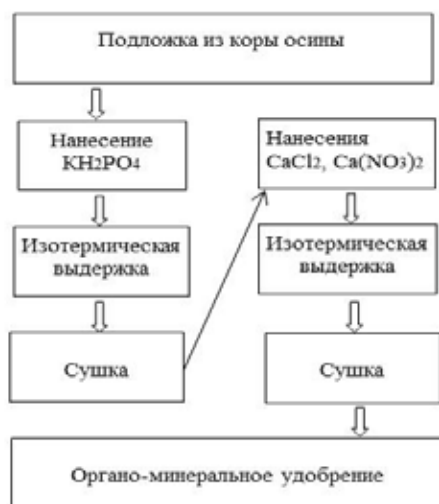 Подложка из коры осины
Нанесение
KH2PO4
Изотермическая
выдержка
Сушка
Нанесения
CaCl2, Ca(NO3)2
Изотермическая
выдержка
Сушка
Органо-минеральное удобрение